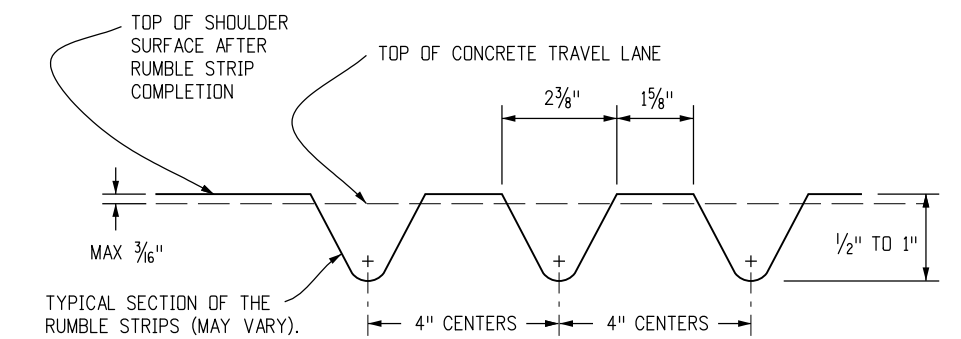 TOP OF SHOULDER
SURFACE AFTER
RUMBLE STRIP
COMPLETION
TOP OF CONCRETE TRAVEL LANE
2⅜"
1⅝"
MAX 3⁄16"
½" TO 1"
TYPICAL SECTION OF THE
RUMBLE STRIPS (MAY VARY).
4" CENTERS
4" CENTERS